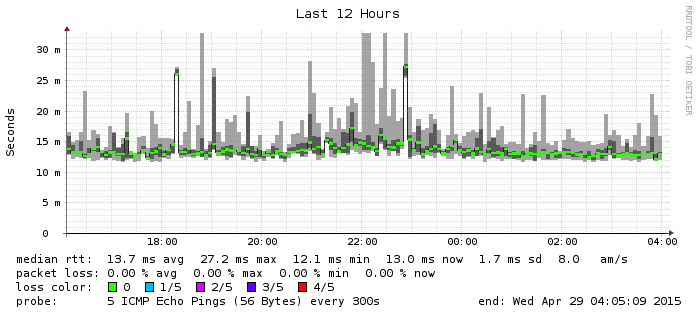 Last 12 Hours
RRDTOOL / TOBI OETIKER
Seconds
30 m
25 m
20 m
15 m
10 m
5 m
0
18:00 20:00 22:00 00:00 02:00 04:00
median rtt: 13.7 ms avg 27.2 ms max 12.1 ms min 13.0 ms now 1.7 ms sd 8.0 am/s
packet loss: 0.00 % avg 0.00 % max 0.00 % min 0.00 % now
loss color: 0 1/5 2/5 3/5 4/5
probe: 5 ICMP Echo Pings (56 Bytes) every 300s end: Wed Apr 29 04:05:09 2015